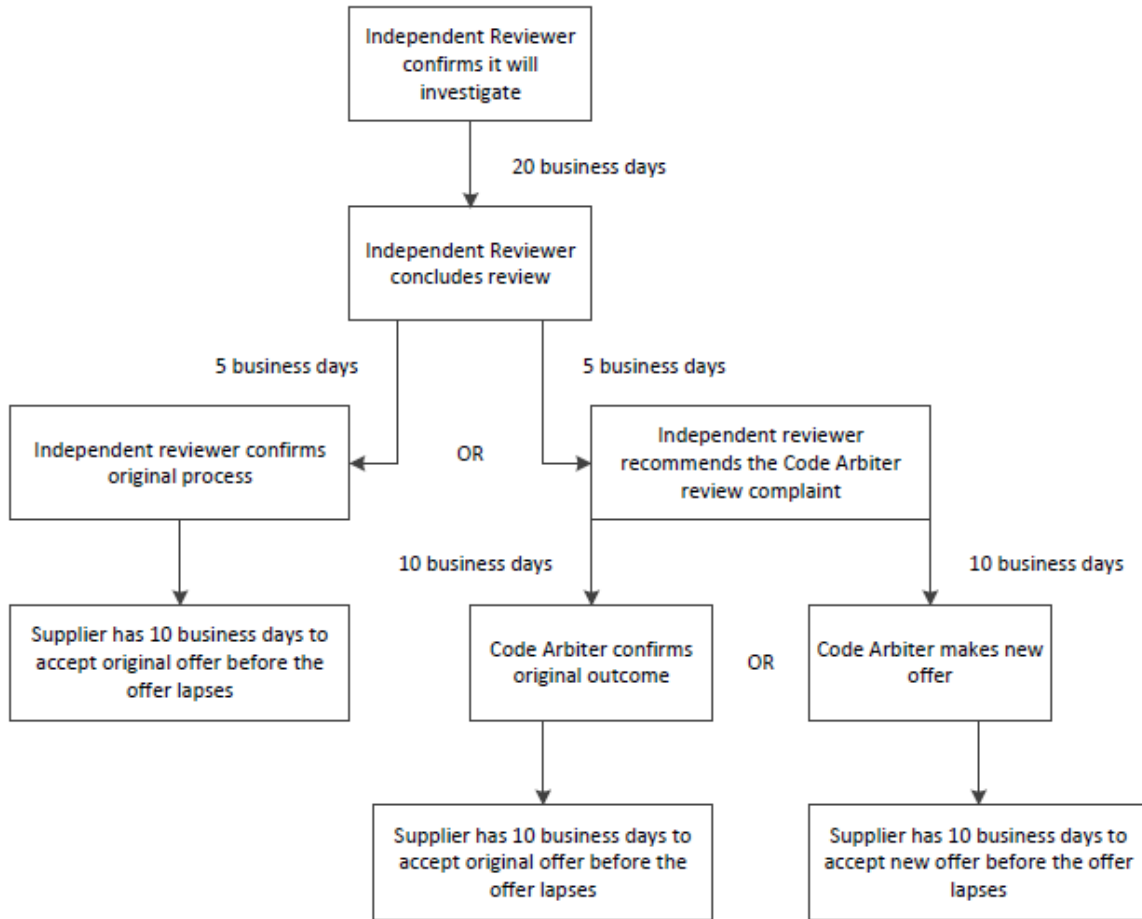 Independent Reviewer
confirms it will
investigate
20 business days
Independent Reviewer
concludes review
5 business days
5 business days
Independent reviewer confirms
original process
OR
Independent reviewer
recommends the Code Arbiter
review complaint
10 business days
10 business days
Supplier has 10 business days to
accept original offer before the
offer lapses
Code Arbiter confirms
original outcome
OR
Code Arbiter makes new
offer
Supplier has 10 business days to
accept original offer before the
offer lapses
Supplier has 10 business days to
accept new offer before the offer
lapses